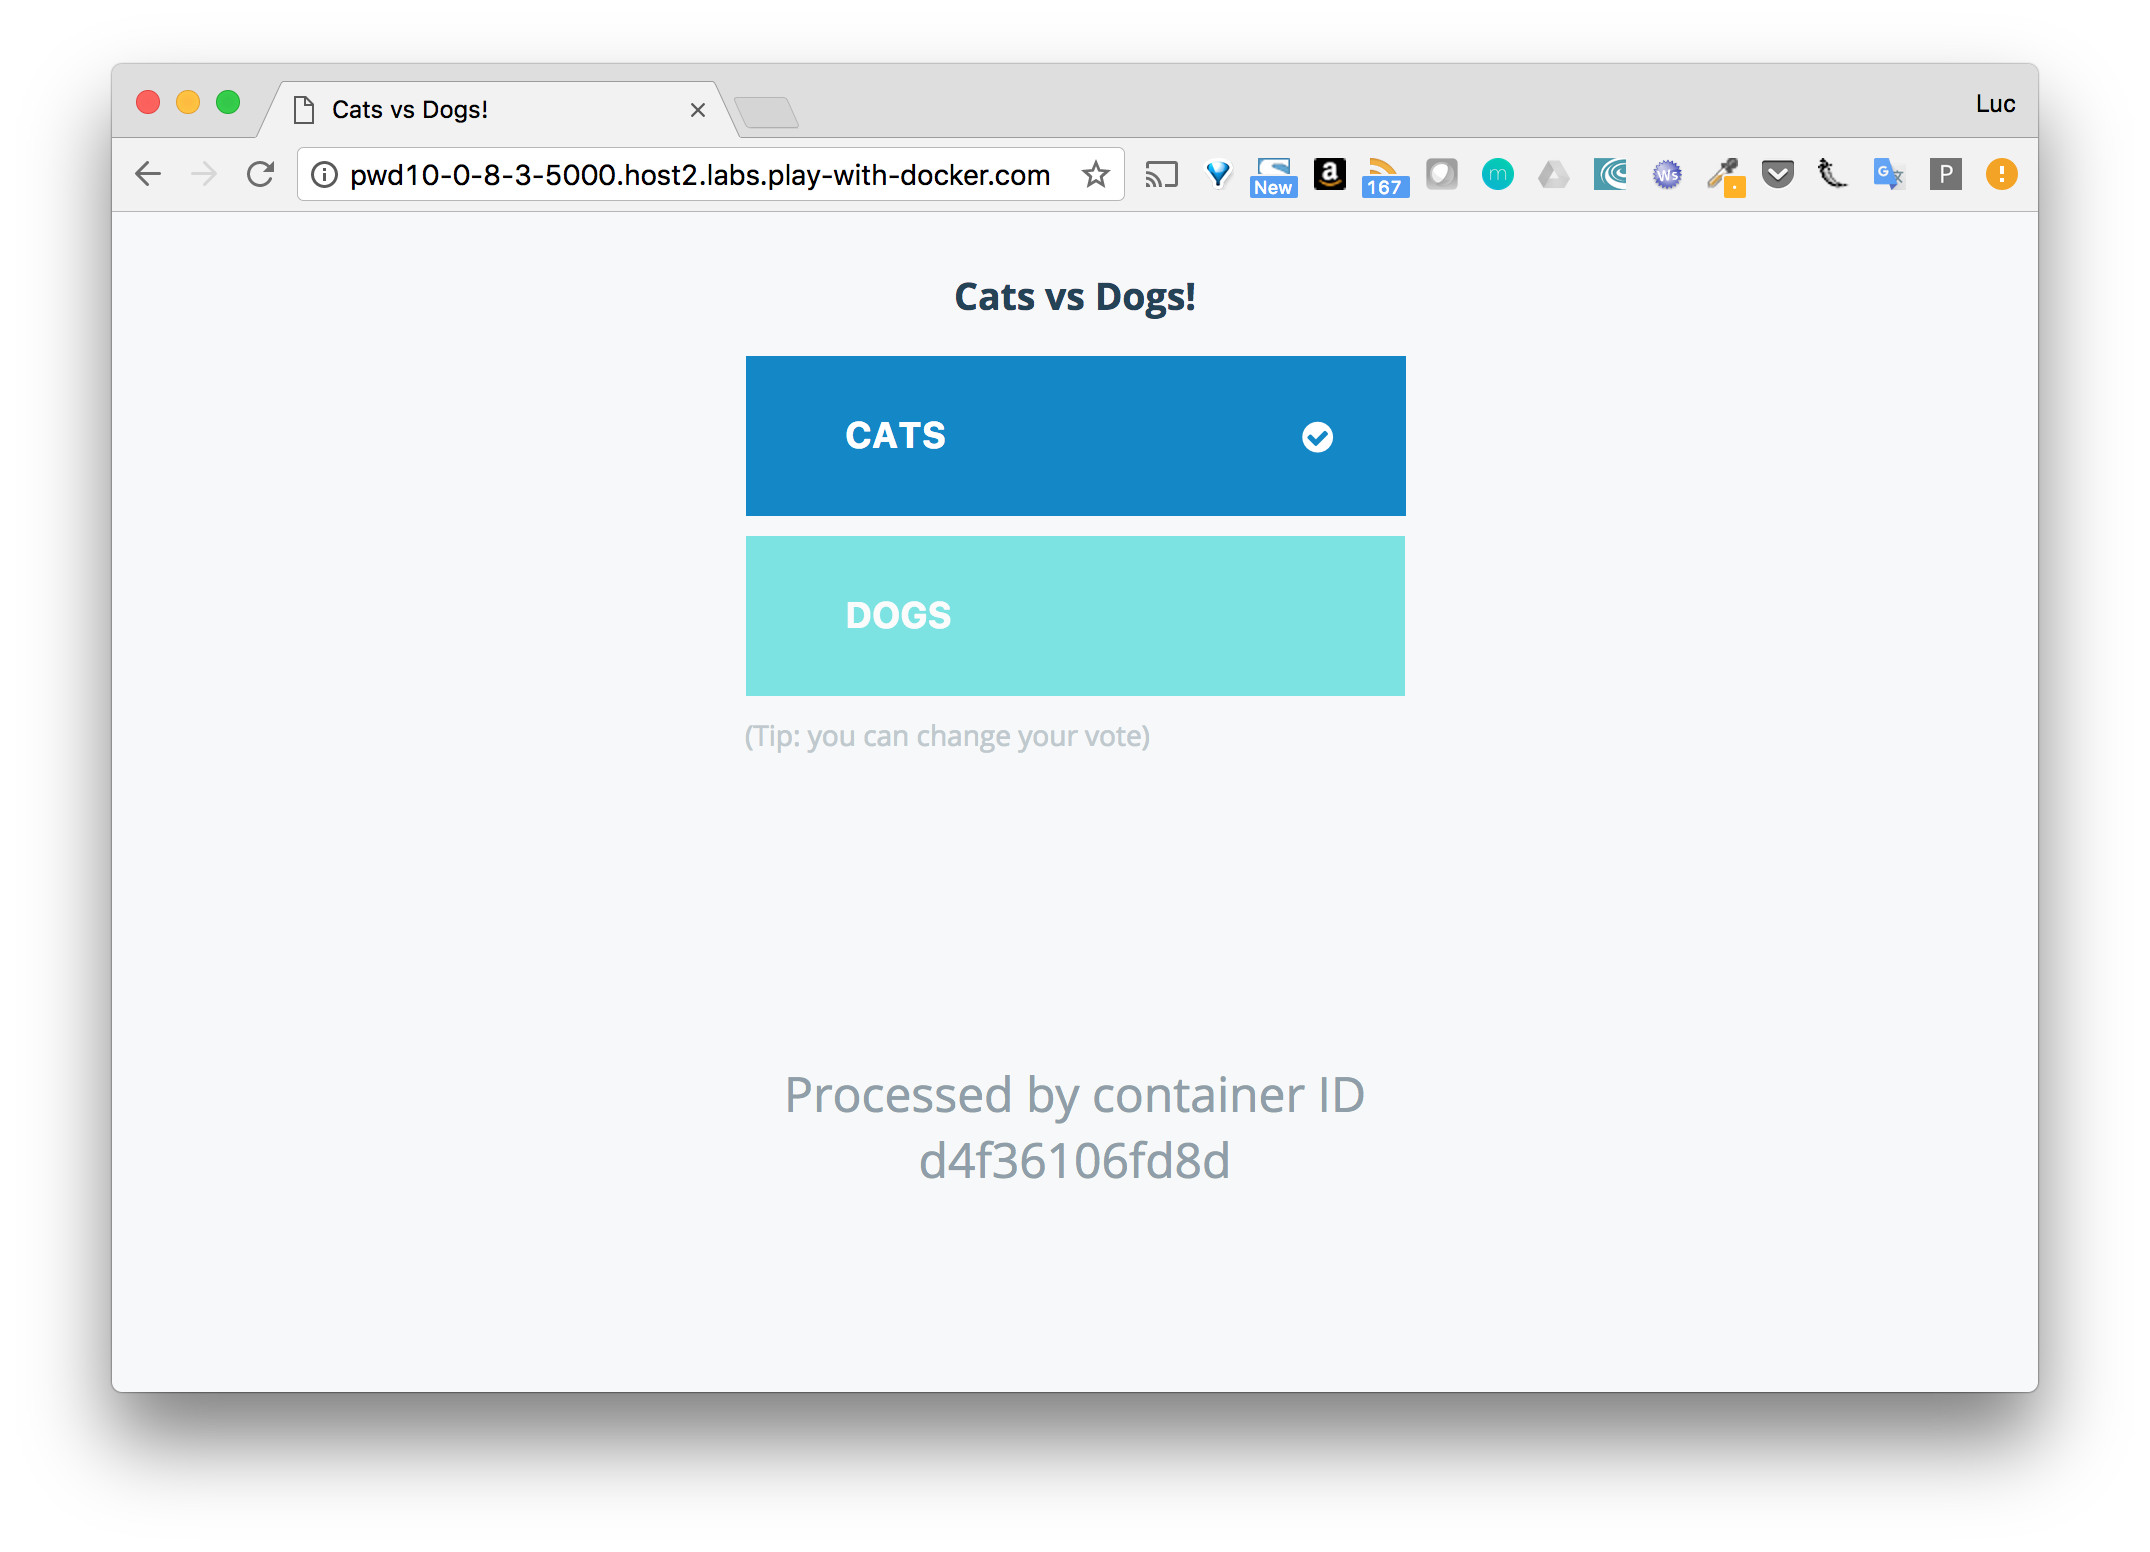 Cats vs Dogs!
Luc
pwd10-0-8-3-5000.host2.labs.play-with-docker.com
New
a
167
m
Ws
G
P
Cats vs Dogs!
CATS
DOGS
(Tip: you can change your vote)
Processed by container ID
d4f36106fd8d